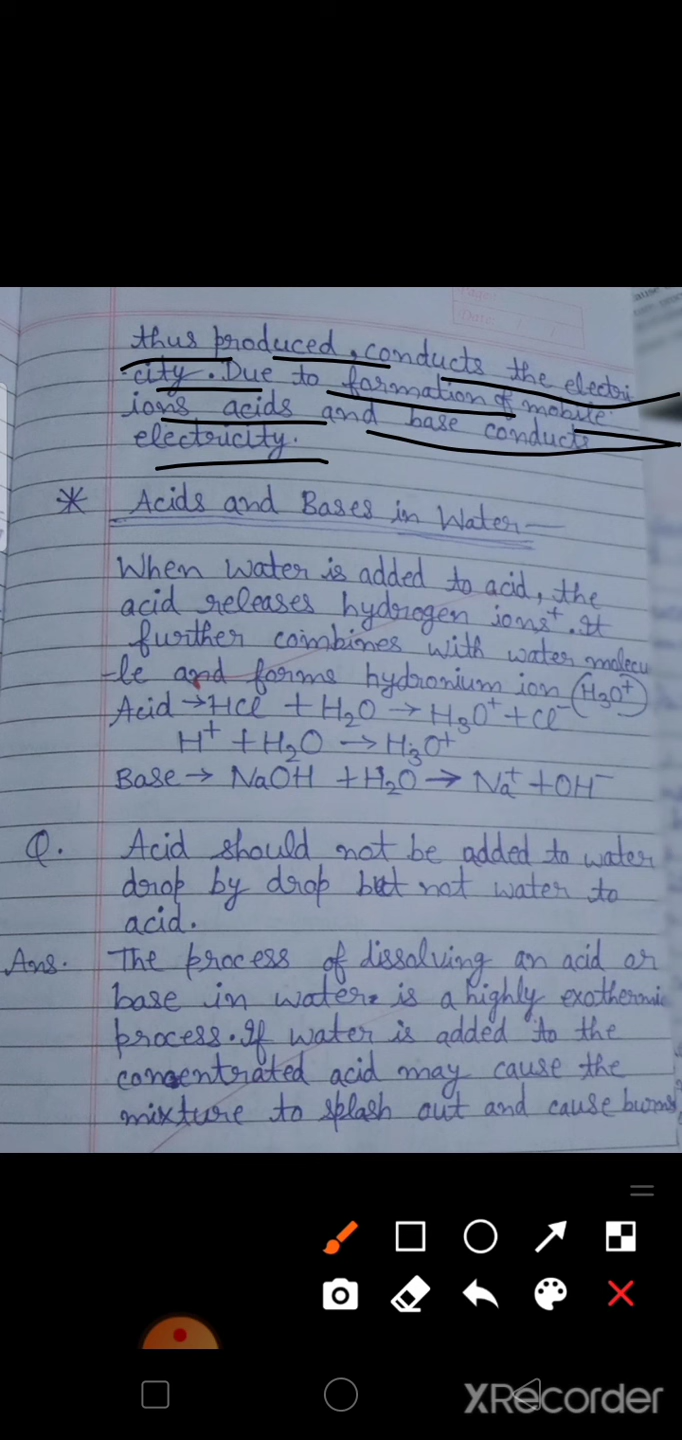 thus produced, conducts the electri
city. Due to formation of mobile
ions acids and base conducts
electricity.
* Acids and Bases in Water—
When water is added to acid, the
acid releases hydrogen ions⁺. It
further combines with water molecu
-le and forms hydronium ion (H₃O⁺)
Acid → HCl + H₂O → H₃O⁺ + Cl⁻
H⁺ + H₂O → H₃O⁺
Base → NaOH + H₂O → Na⁺ + OH⁻
Q. Acid should not be added to water
drop by drop but not water to
acid.
Ans. The process of dissolving an acid or
base in water is a highly exothermic
process. If water is added to the
concentrated acid may cause the
mixture to splash out and cause burns
XRecorder